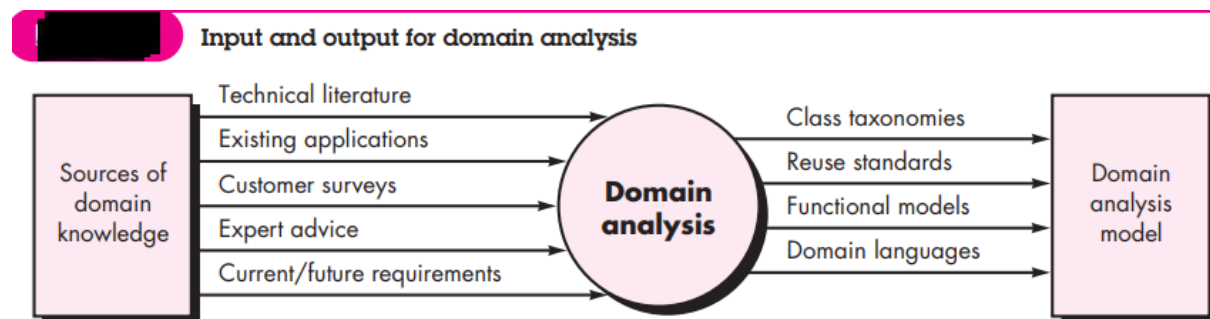 Input and output for domain analysis
Technical literature
Existing applications
Customer surveys
Expert advice
Current/future requirements
Sources of
domain
knowledge
Domain
analysis
Class taxonomies
Reuse standards
Functional models
Domain languages
Domain
analysis
model